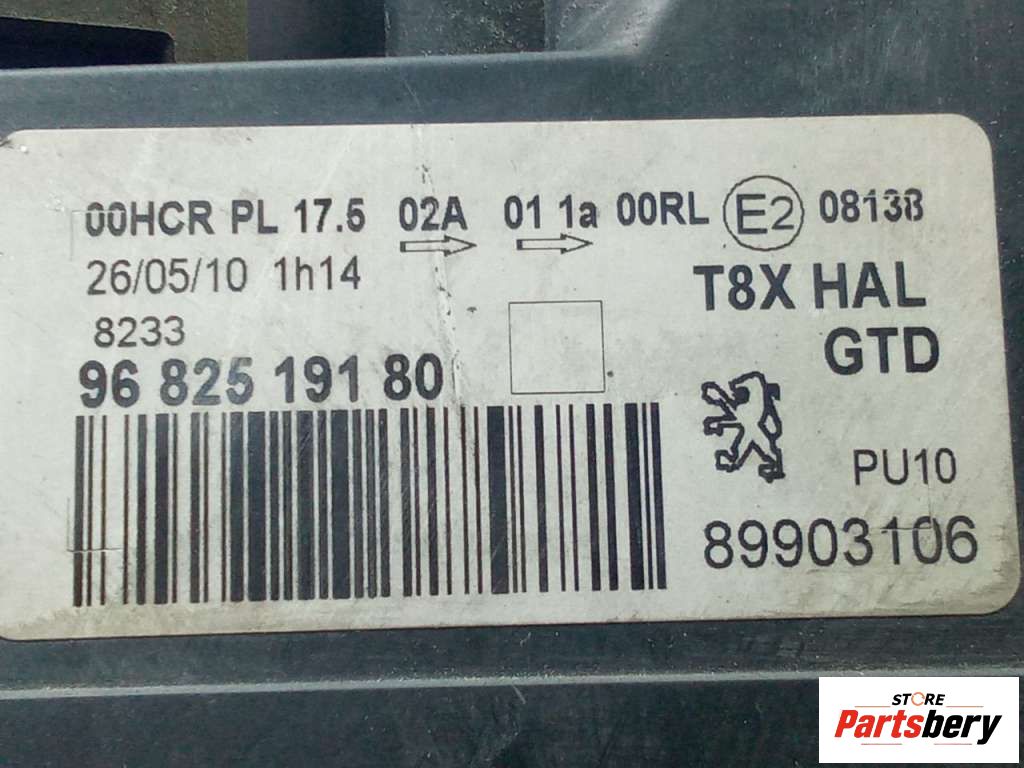 00HCR PL 17.5 02A 01 1a 00RL E2 08138
26/05/10 1h14
T8X HAL
8233
GTD
96 825 191 80
PU10
89903106
STORE
Partsbery